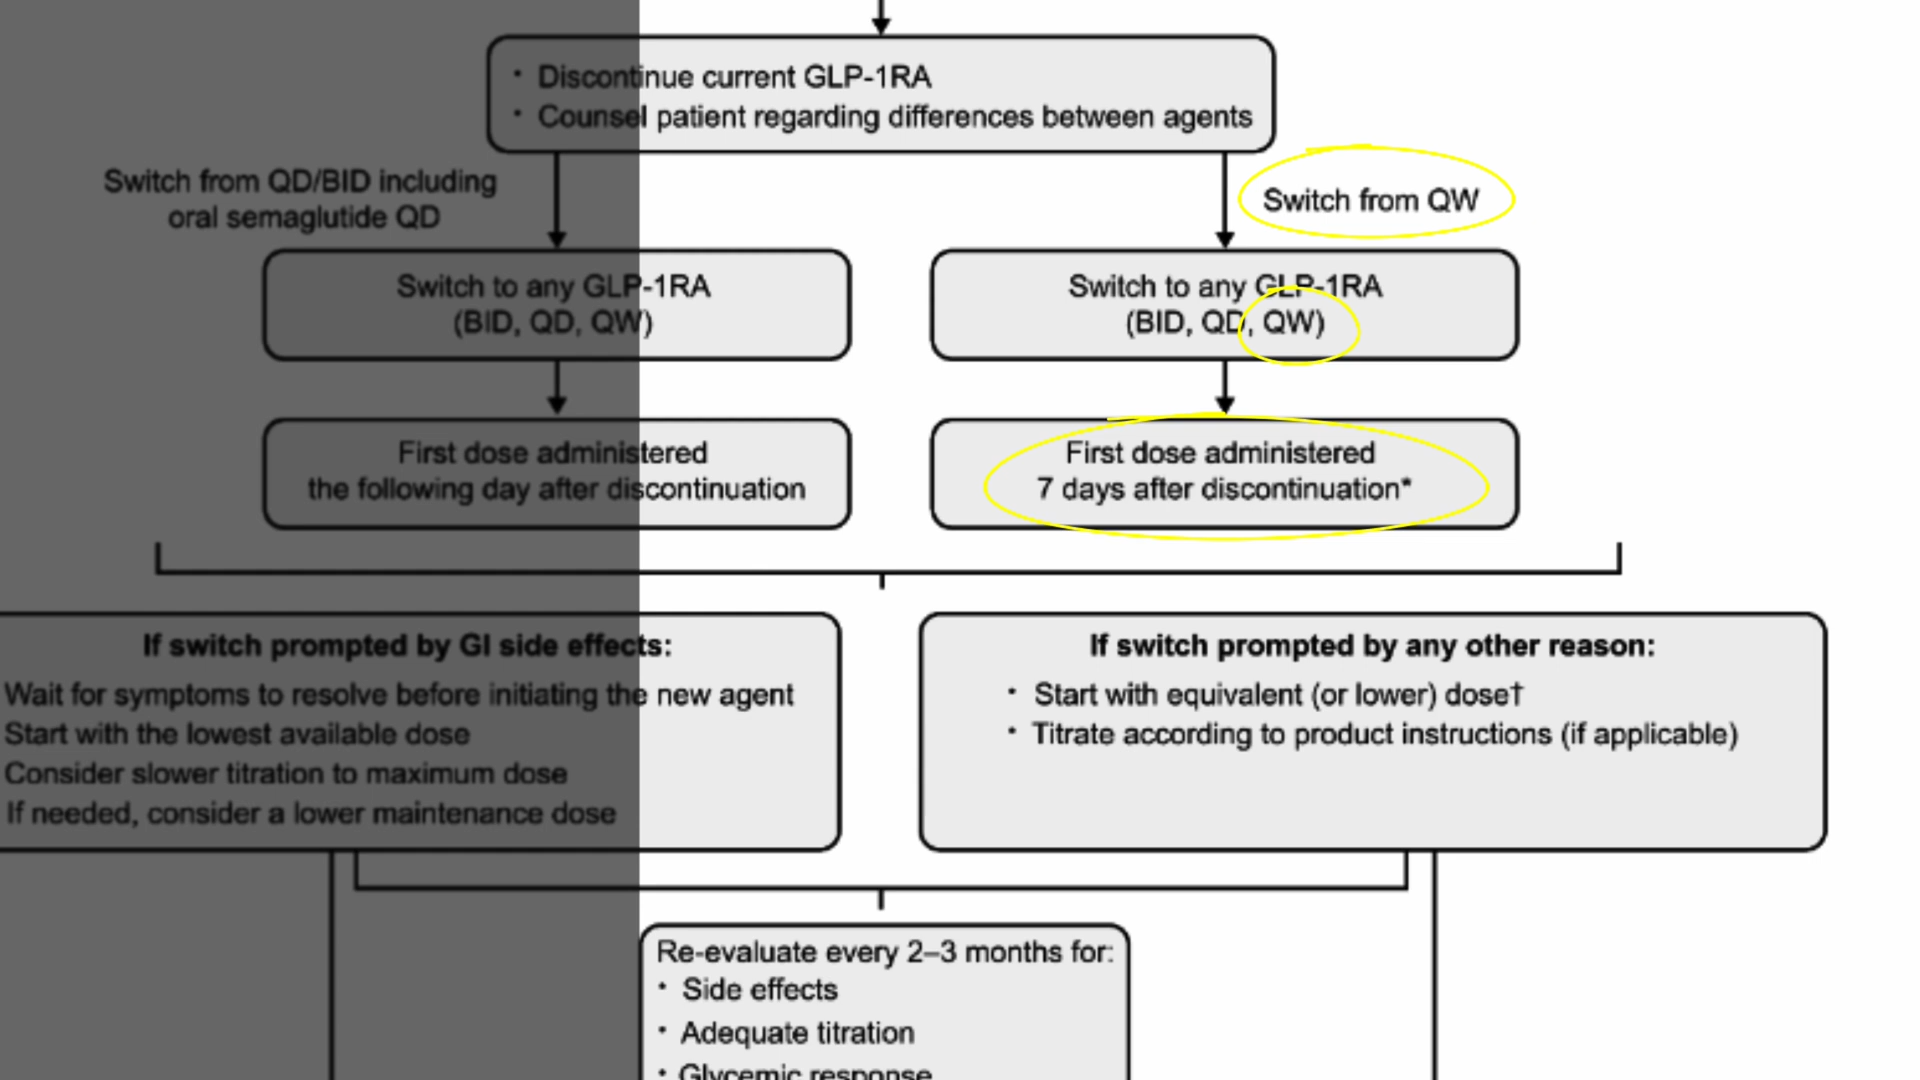 · Discontinue current GLP-1RA
· Counsel patient regarding differences between agents
Switch from QD/BID including
oral semaglutide QD
Switch from QW
Switch to any GLP-1RA
(BID, QD, QW)
Switch to any GLP-1RA
(BID, QD, QW)
First dose administered
the following day after discontinuation
First dose administered
7 days after discontinuation*
If switch prompted by GI side effects:
Wait for symptoms to resolve before initiating the new agent
Start with the lowest available dose
Consider slower titration to maximum dose
If needed, consider a lower maintenance dose
If switch prompted by any other reason:
· Start with equivalent (or lower) dose†
· Titrate according to product instructions (if applicable)
Re-evaluate every 2–3 months for:
· Side effects
· Adequate titration
· Glycemic response